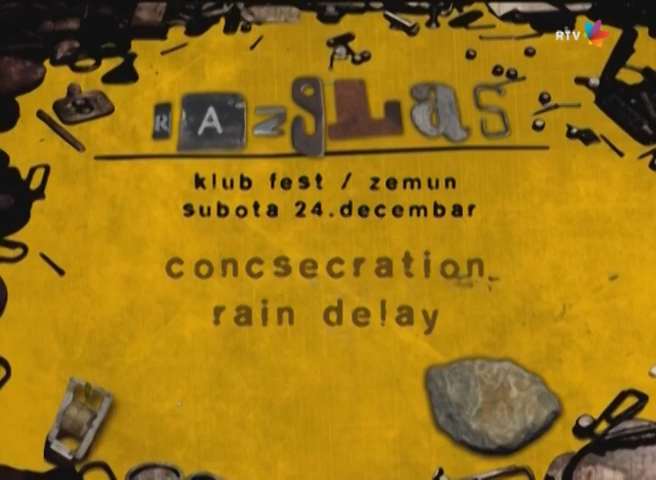 RTV
RAzgLas
klub fest / zemun
subota 24.decembar
concsecration
rain delay